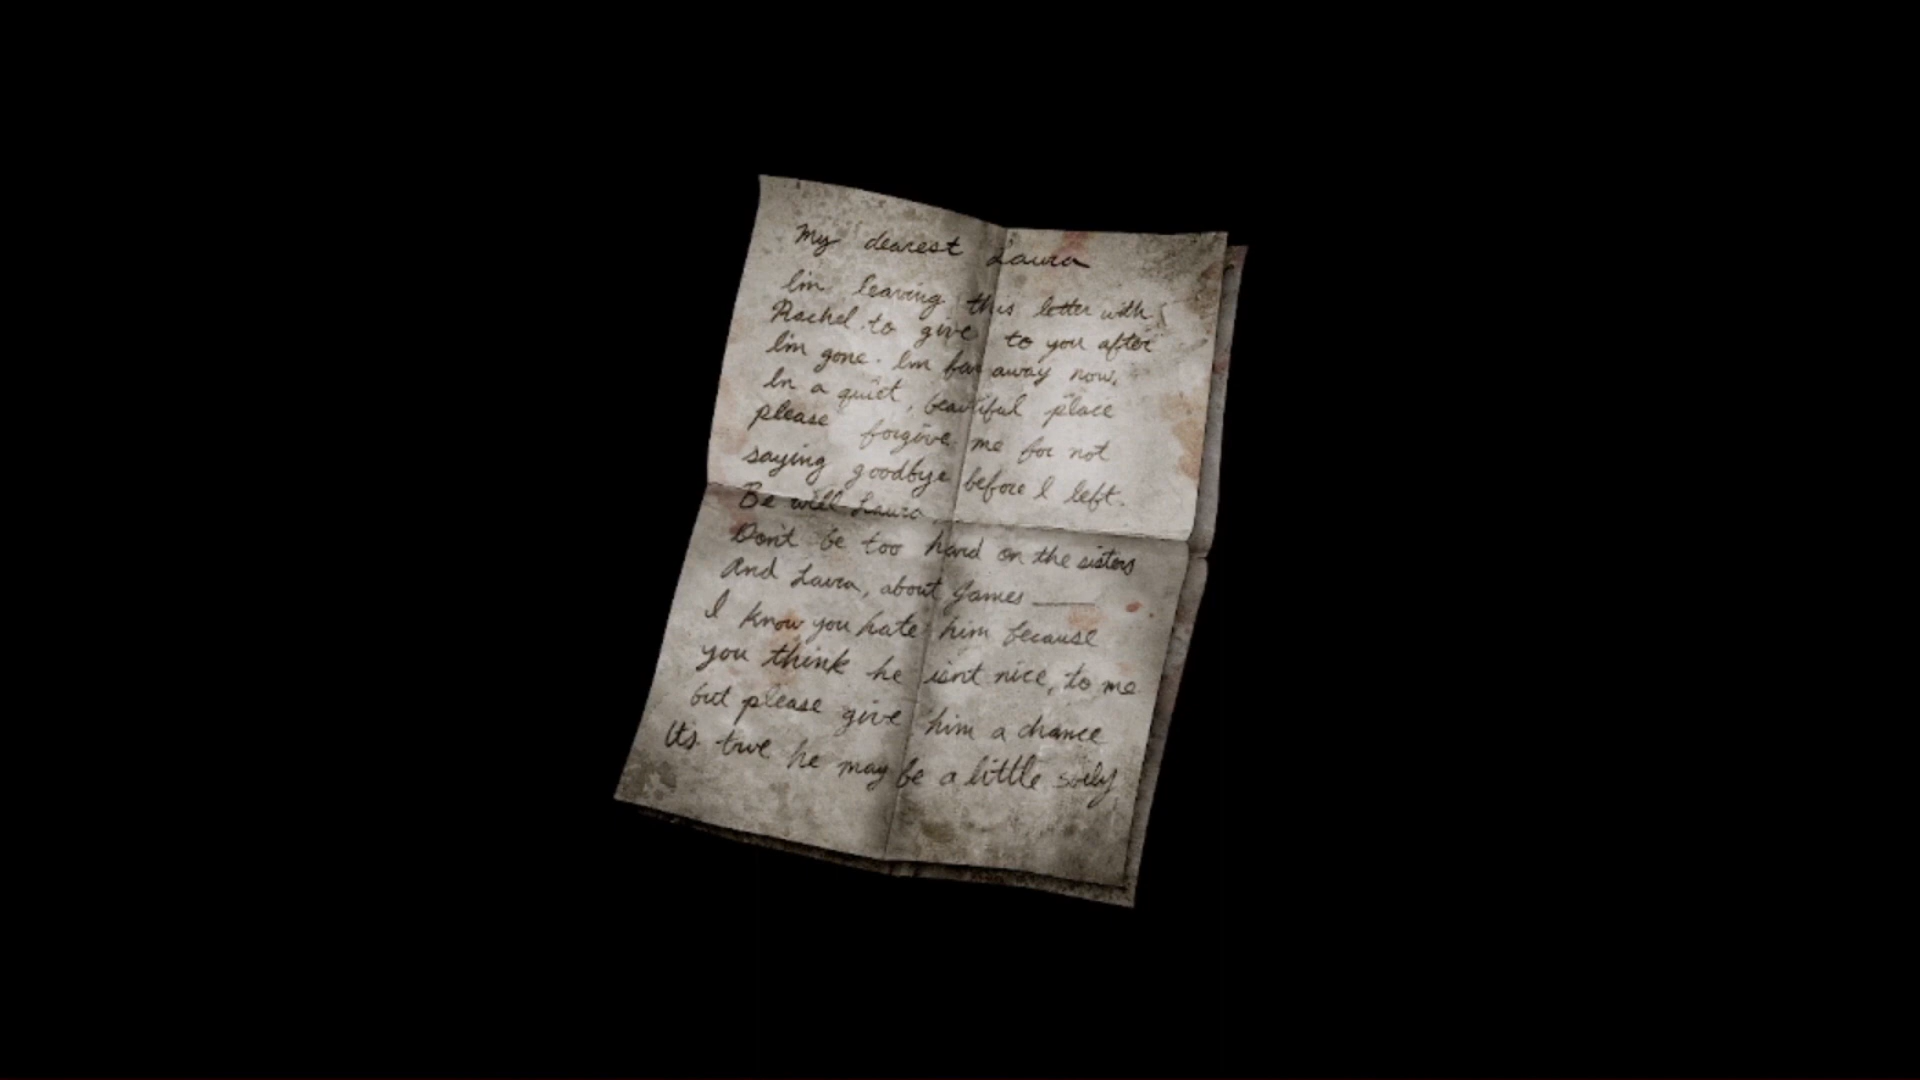 My dearest Laura
I'm leaving this letter with
Rachel to give to you after
I'm gone. I'm far away now,
In a quiet, beautiful place
please forgive me for not
saying goodbye before I left.
Be well Laura
Don't be too hard on the sisters
And Laura, about James ——
I know you hate him because
you think he isnt nice, to me
but please give him a chance
It's true he may be a little surly